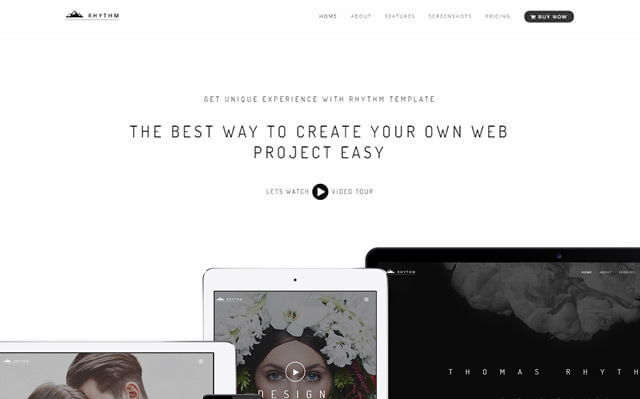 RHYTHM
HOME ABOUT FEATURES SCREENSHOTS PRICING BUY NOW
GET UNIQUE EXPERIENCE WITH RHYTHM TEMPLATE
THE BEST WAY TO CREATE YOUR OWN WEB
PROJECT EASY
LETS WATCH VIDEO TOUR
RHYTHM
HOME ABOUT SERVICES
RHYTHM
RHYTHM
THOMAS RHYTH
DESIGN